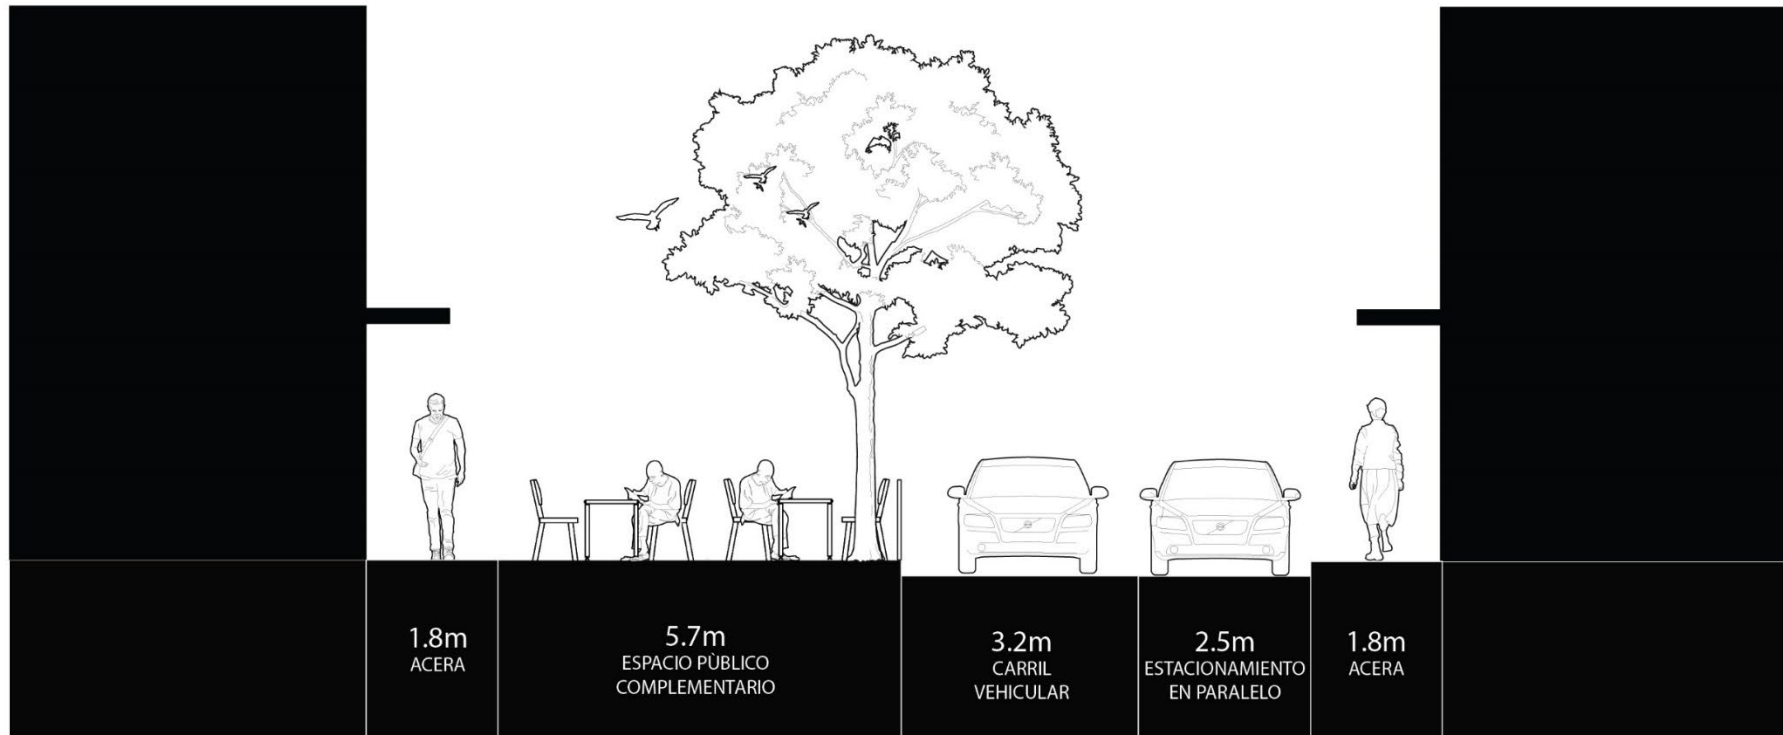 1.8m
ACERA
5.7m
ESPACIO PÙBLICO
COMPLEMENTARIO
3.2m
CARRIL
VEHICULAR
2.5m
ESTACIONAMIENTO
EN PARALELO
1.8m
ACERA